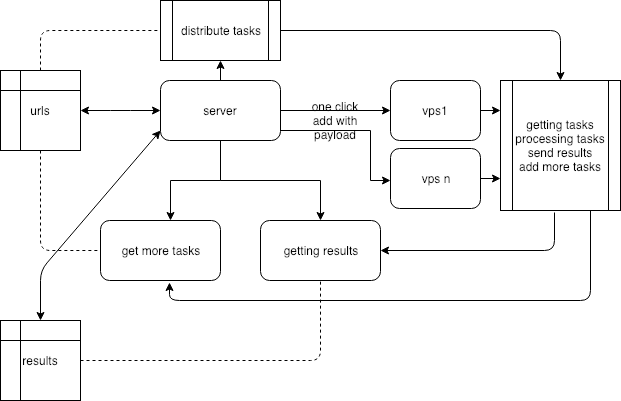 distribute tasks
urls
server
one click
add with
payload
vps1
getting tasks
processing tasks
send results
add more tasks
vps n
get more tasks
getting results
results